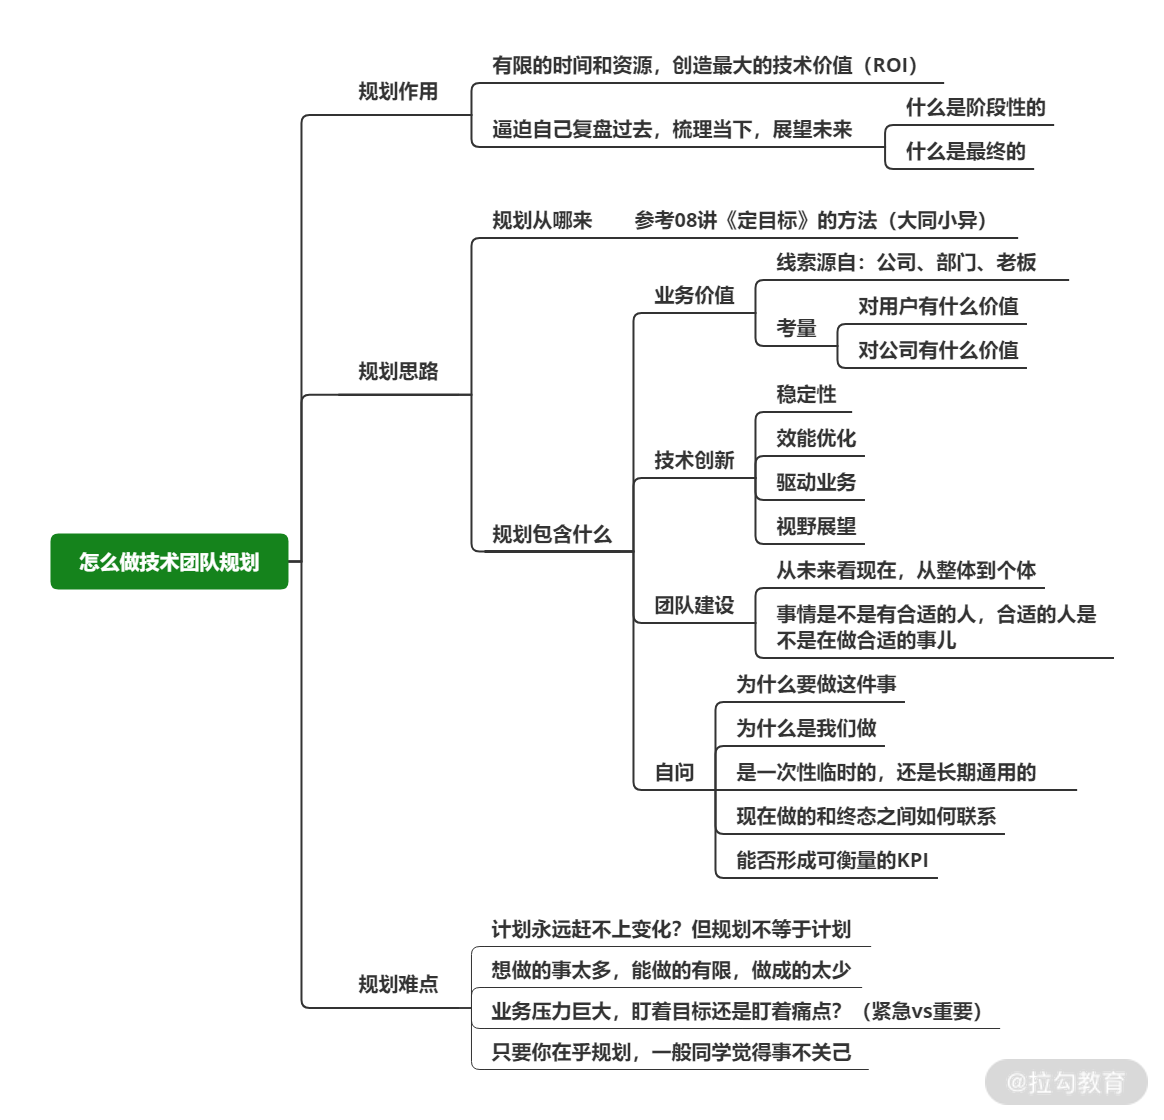 规划作用
有限的时间和资源，创造最大的技术价值（ROI）
逼迫自己复盘过去，梳理当下，展望未来
什么是阶段性的
什么是最终的
规划思路
规划从哪来
参考08讲《定目标》的方法（大同小异）
规划包含什么
业务价值
线索源自：公司、部门、老板
考量
对用户有什么价值
对公司有什么价值
技术创新
稳定性
效能优化
驱动业务
视野展望
怎么做技术团队规划
团队建设
从未来看现在，从整体到个体
事情是不是有合适的人，合适的人是
不是在做合适的事儿
自问
为什么要做这件事
为什么是我们做
是一次性临时的，还是长期通用的
现在做的和终态之间如何联系
能否形成可衡量的KPI
规划难点
计划永远赶不上变化？但规划不等于计划
想做的事太多，能做的有限，做成的太少
业务压力巨大，盯着目标还是盯着痛点？（紧急vs重要）
只要你在乎规划，一般同学觉得事不关己
@拉勾教育